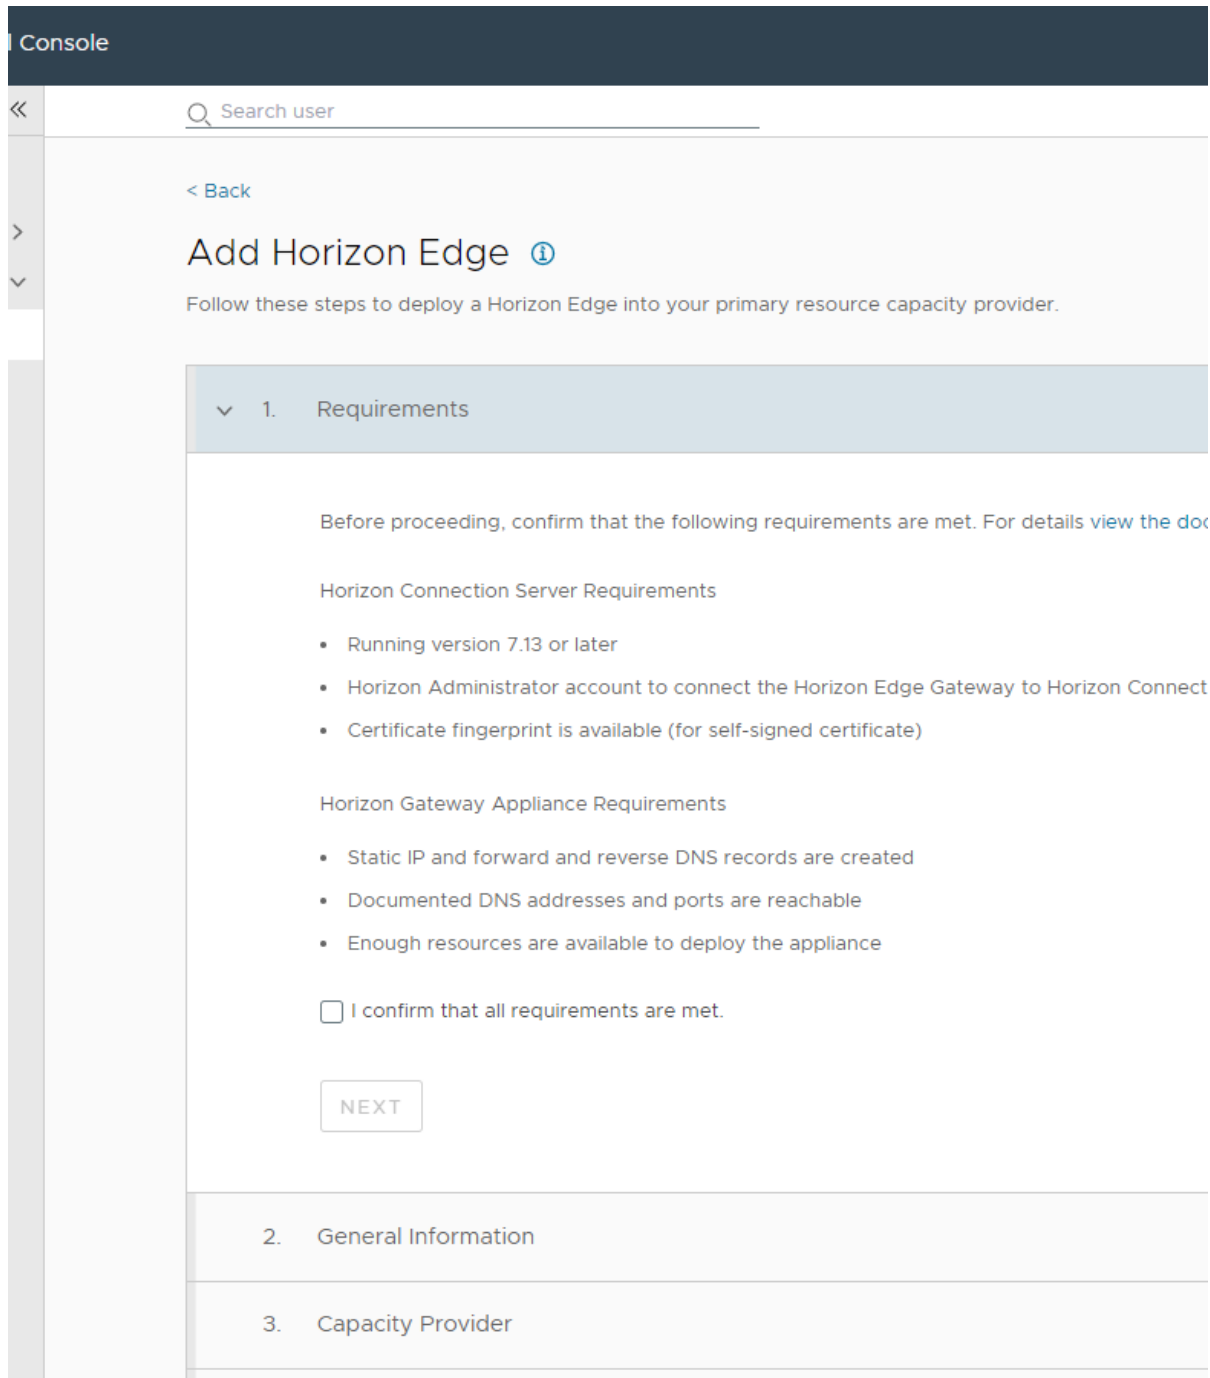 Console
Search user
< Back
Add Horizon Edge
Follow these steps to deploy a Horizon Edge into your primary resource capacity provider.
1. Requirements
Before proceeding, confirm that the following requirements are met. For details view the
Horizon Connection Server Requirements
• Running version 7.13 or later
• Horizon Administrator account to connect the Horizon Edge Gateway to Horizon
• Certificate fingerprint is available (for self-signed certificate)
Horizon Gateway Appliance Requirements
• Static IP and forward and reverse DNS records are created
• Documented DNS addresses and ports are reachable
• Enough resources are available to deploy the appliance
I confirm that all requirements are met.
NEXT
2. General Information
3. Capacity Provider